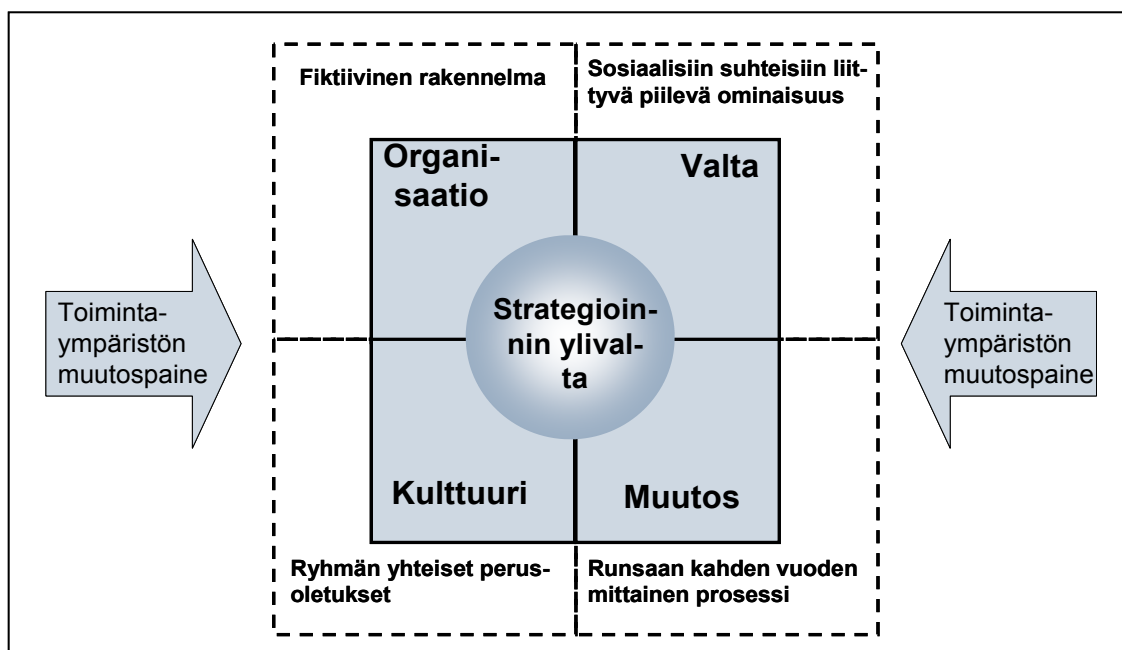 Fiktiivinen rakennelma
Sosiaalisiin suhteisiin liit-
tyvä piilevä ominaisuus
Organi-
saatio
Valta
Toiminta-
ympäristön
muutospaine
Strategioin-
nin ylival-
ta
Toiminta-
ympäristön
muutospaine
Kulttuuri
Muutos
Ryhmän yhteiset perus-
oletukset
Runsaan kahden vuoden
mittainen prosessi